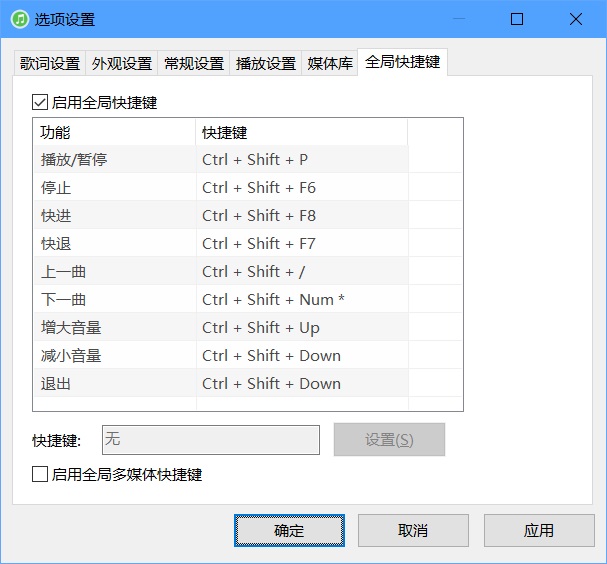 选项设置
歌词设置 外观设置 常规设置 播放设置 媒体库 全局快捷键
启用全局快捷键
功能 快捷键
播放/暂停 Ctrl + Shift + P
停止 Ctrl + Shift + F6
快进 Ctrl + Shift + F8
快退 Ctrl + Shift + F7
上一曲 Ctrl + Shift + /
下一曲 Ctrl + Shift + Num *
增大音量 Ctrl + Shift + Up
减小音量 Ctrl + Shift + Down
退出 Ctrl + Shift + Down
快捷键: 无 设置(S)
启用全局多媒体快捷键
确定 取消 应用